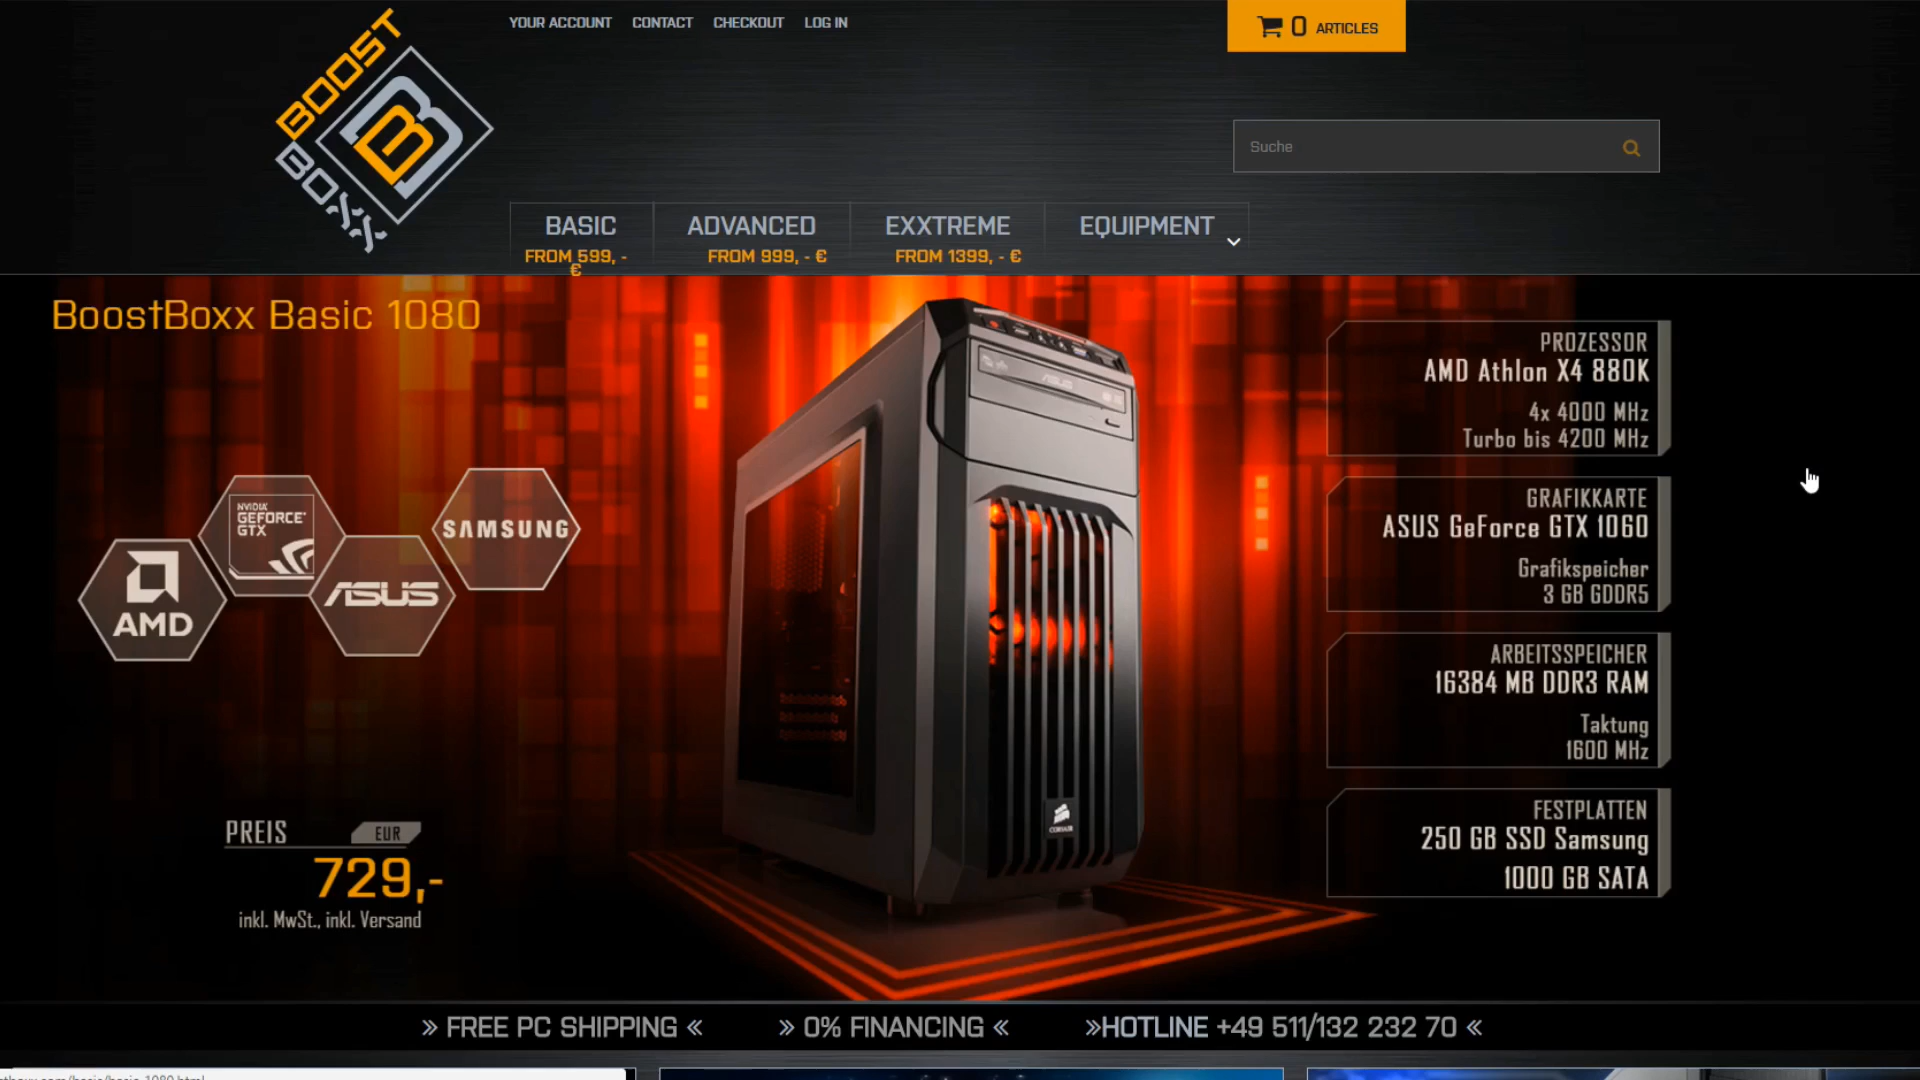 YOUR ACCOUNT CONTACT CHECKOUT LOG IN
0 ARTICLES
BOOST
BOXX
Suche
BASIC ADVANCED EXXTREME EQUIPMENT
FROM 599, - € FROM 999, - € FROM 1399, - €
BoostBoxx Basic 1080
PROZESSOR
AMD Athlon X4 880K
4x 4000 MHz
Turbo bis 4200 MHz
NVIDIA
GEFORCE
GTX
SAMSUNG
AMD
ASUS
GRAFIKKARTE
ASUS GeForce GTX 1060
Grafikspeicher
3 GB GDDR5
ARBEITSSPEICHER
16384 MB DDR3 RAM
Taktung
1600 MHz
ASUS
CORSAIR
PREIS EUR
729,-
inkl. MwSt., inkl. Versand
FESTPLATTEN
250 GB SSD Samsung
1000 GB SATA
» FREE PC SHIPPING « » 0% FINANCING « »HOTLINE +49 511/132 232 70 «